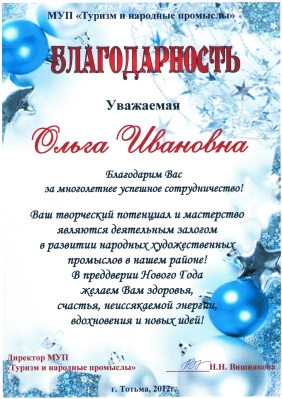 МУП «Туризм и народные промыслы»
БЛАГОДАРНОСТЬ
Уважаемая
Ольга Ивановна
Благодарим Вас
за многолетнее успешное сотрудничество!
Ваш творческий потенциал и мастерство
являются деятельным залогом
в развитии народных художественных
промыслов в нашем районе!
В преддверии Нового Года
желаем Вам здоровья,
счастья, неиссякаемой энергии,
вдохновения и новых идей!
Директор МУП
«Туризм и народные промыслы»
Н.Н. Вишнякова
г. Тотьма, 2012г.